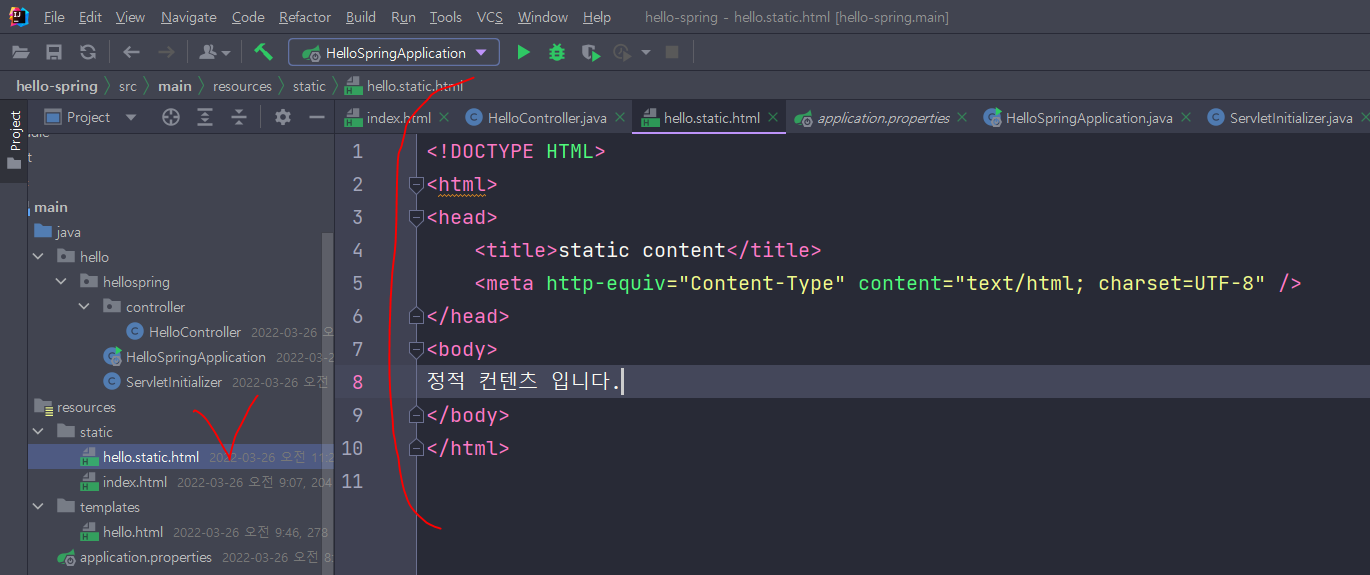 File Edit View Navigate Code Refactor Build Run Tools VCS Window Help hello-spring - hello.static.html [hello-spring.main]
HelloSpringApplication
hello-spring src main resources static hello.static.html
Project
Project
index.html HelloController.java hello.static.html application.properties HelloSpringApplication.java ServletInitializer.java
t
main
java
hello
hellospring
controller
HelloController 2022-03-26 오
HelloSpringApplication 2022-03-2
ServletInitializer 2022-03-26 오전
resources
static
hello.static.html 2022-03-26 오전 11:2
index.html 2022-03-26 오전 9:07, 204
templates
hello.html 2022-03-26 오전 9:46, 278
application.properties 2022-03-26 오전 8:
1 <!DOCTYPE HTML>
2 <html>
3 <head>
4 <title>static content</title>
5 <meta http-equiv="Content-Type" content="text/html; charset=UTF-8" />
6 </head>
7 <body>
8 정적 컨텐츠 입니다.
9 </body>
10 </html>
11